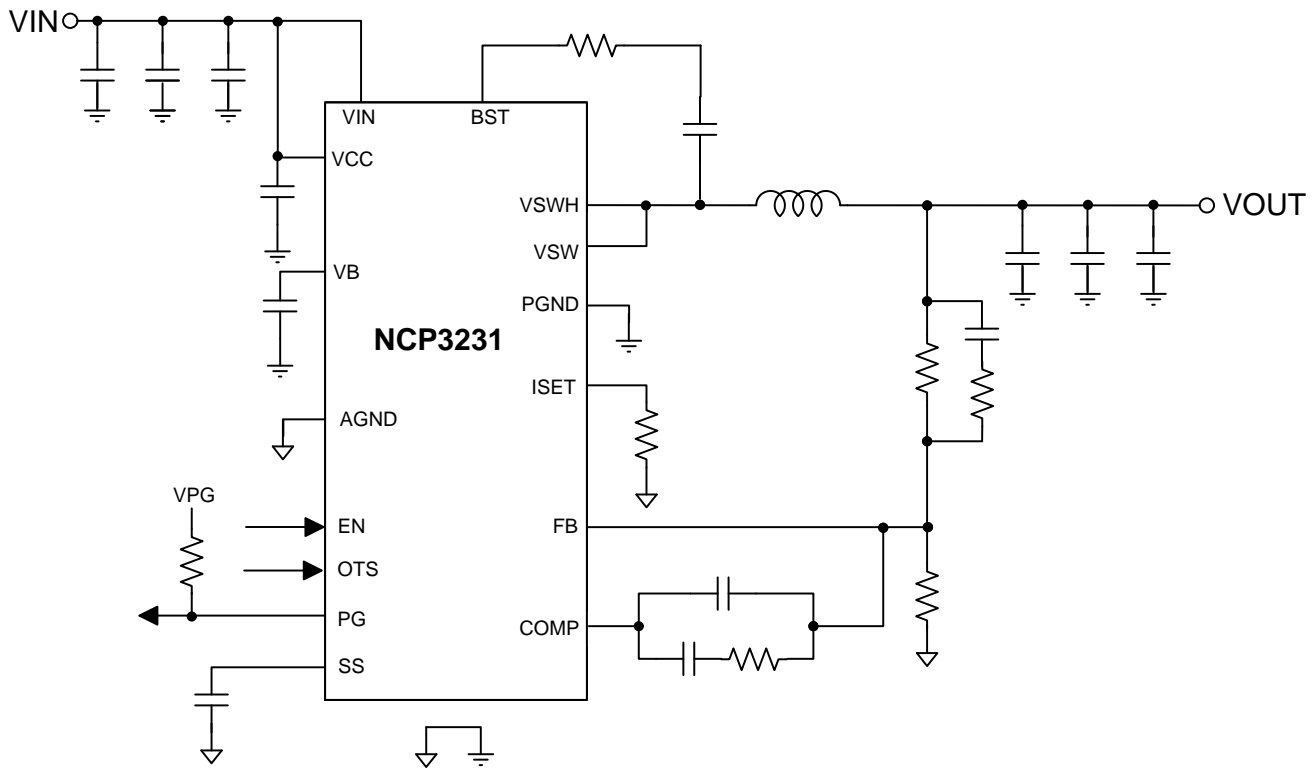 VIN
VIN
BST
VCC
VSWH
VOUT
VSW
VB
PGND
NCP3231
ISET
AGND
VPG
EN
FB
OTS
PG
COMP
SS